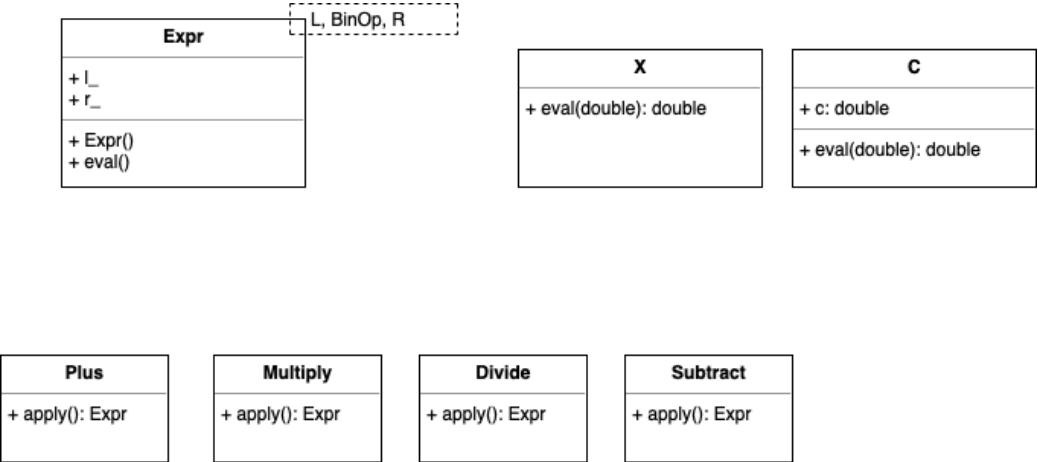 L, BinOp, R
Expr
+ l_
+ r_
+ Expr()
+ eval()
X
+ eval(double): double
C
+ c: double
+ eval(double): double
Plus
+ apply(): Expr
Multiply
+ apply(): Expr
Divide
+ apply(): Expr
Subtract
+ apply(): Expr